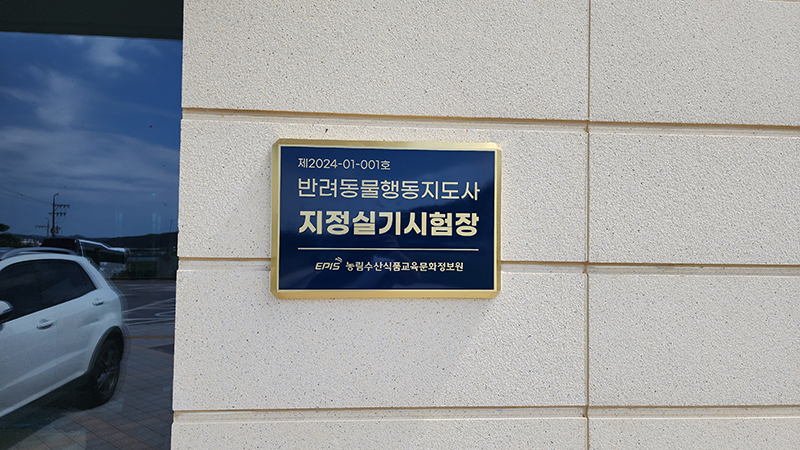 제2024-01-001호
반려동물행동지도사
지정실기시험장
EPIS 농림수산식품교육문화정보원